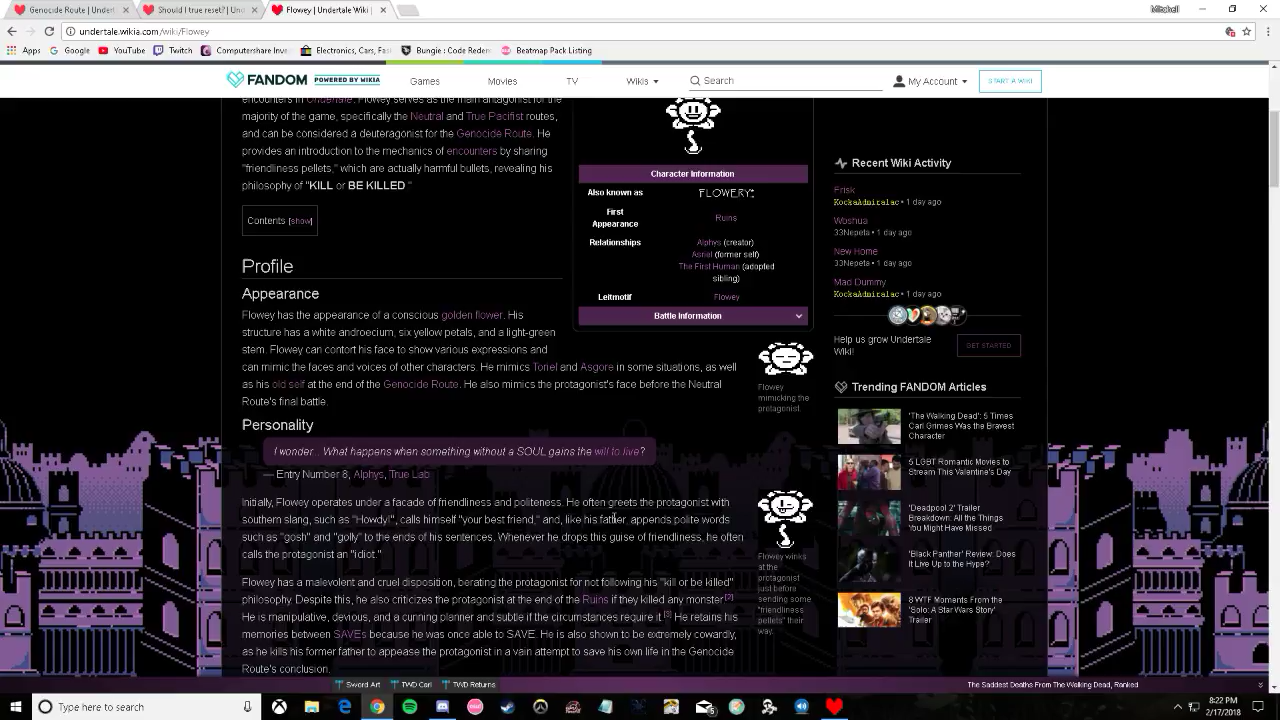 Genocide Route | Undert
Should I true reset? | Und
Flowey | Undertale Wiki |
Mitchell
undertale.wikia.com/wiki/Flowey
Apps Google YouTube Twitch Computershare Inve Electronics, Cars, Fas Bungie : Code Redem Beatmap Pack Listing
FANDOM POWERED BY WIKIA Games Movies TV Wikis Search My Account START A WIKI
encounters in Undertale. Flowey serves as the main antagonist for the
majority of the game, specifically the Neutral and True Pacifist routes,
and can be considered a deuteragonist for the Genocide Route. He
provides an introduction to the mechanics of encounters by sharing
"friendliness pellets," which are actually harmful bullets, revealing his
philosophy of "KILL or BE KILLED "
Contents [show]
Profile
Appearance
Flowey has the appearance of a conscious golden flower. His
structure has a white androecium, six yellow petals, and a light-green
stem. Flowey can contort his face to show various expressions and
can mimic the faces and voices of other characters. He mimics Toriel and Asgore in some situations, as well
as his old self at the end of the Genocide Route. He also mimics the protagonist's face before the Neutral
Route's final battle.
Personality
I wonder... What happens when something without a SOUL gains the will to live?
— Entry Number 8, Alphys, True Lab
Initially, Flowey operates under a facade of friendliness and politeness. He often greets the protagonist with
southern slang, such as "Howdy!", calls himself "your best friend," and, like his father, appends polite words
such as "gosh" and "golly" to the ends of his sentences. Whenever he drops this guise of friendliness, he often
calls the protagonist an "idiot."
Flowey has a malevolent and cruel disposition, berating the protagonist for not following his "kill or be killed"
philosophy. Despite this, he also criticizes the protagonist at the end of the Ruins if they killed any monster.[2]
He is manipulative, devious, and a cunning planner and subtle if the circumstances require it.[3] He retains his
memories between SAVEs because he was once able to SAVE. He is also shown to be extremely cowardly,
as he kills his former father to appease the protagonist in a vain attempt to save his own life in the Genocide
Route's conclusion.
Character Information
Also known as FLOWERY
First Appearance Ruins
Relationships Alphys (creator)
Asriel (former self)
The First Human (adopted
sibling)
Leitmotif Flowey
Battle Information
Flowey
mimicking the
protagonist.
Flowey winks
at the
protagonist
just before
sending some
"friendliness
pellets" their
way.
Recent Wiki Activity
Frisk
KockaAdmiralac • 1 day ago
Woshua
33Nepeta • 1 day ago
New Home
33Nepeta • 1 day ago
Mad Dummy
KockaAdmiralac • 1 day ago
Help us grow Undertale
Wiki!
GET STARTED
Trending FANDOM Articles
'The Walking Dead': 5 Times
Carl Grimes Was the Bravest
Character
5 LGBT Romantic Movies to
Stream This Valentine's Day
'Deadpool 2' Trailer
Breakdown: All the Things
You Might Have Missed
'Black Panther' Review: Does
It Live Up to the Hype?
8 WTF Moments From the
'Solo: A Star Wars Story'
Trailer
Sword Art TWD Carl TWD Returns The Saddest Deaths From The Walking Dead, Ranked
Type here to search
8:22 PM
2/17/2018